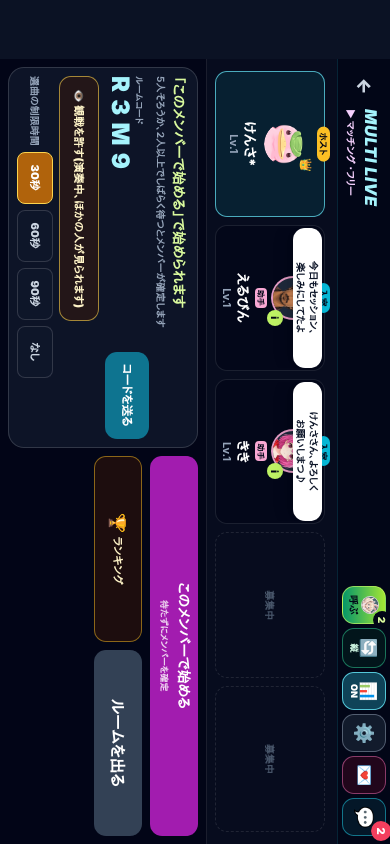 MULTI LIVE
▶ マッチング・フリー
呼ぶ
2
縦
ON
2
ホスト
けんさ*
Lv.1
今日もセッション、
楽しみにしてたよ
助手
えるびん
Lv.1
けんささん、よろしく
お願いしまつ♪
助手
きき
Lv.1
募集中
募集中
「このメンバーで始める」で始められます
5人そろうか、2人以上でしばらく待つとメンバーが確定します
ルームコード
R3M9
コードを送る
観戦を許す(演奏中、ほかの人が見られます)
選曲の制限時間
30秒
60秒
90秒
なし
このメンバーで始める
待たずにメンバーを確定
ランキング
ルームを出る